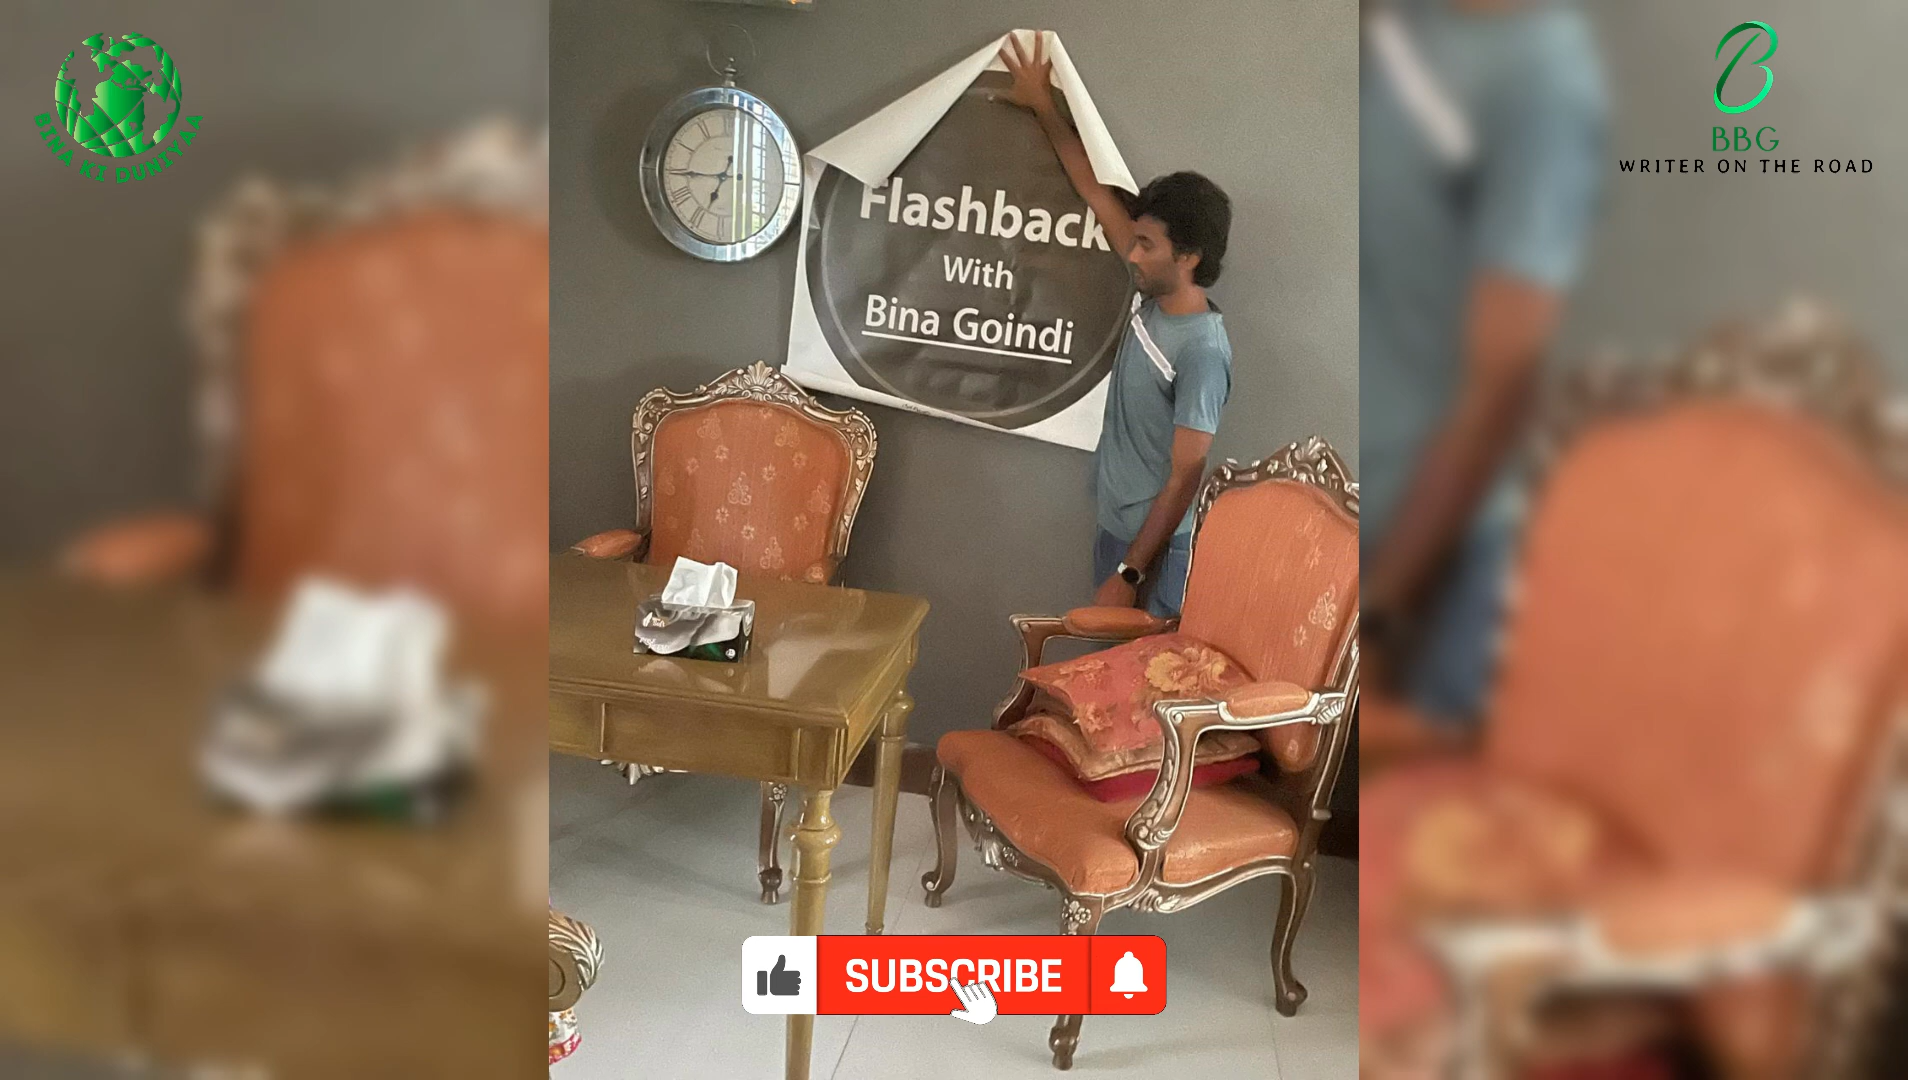 BINA KI DUNIYAA
BBG
WRITER ON THE ROAD
Flashback
With
Bina Goindi
SUBSCRIBE